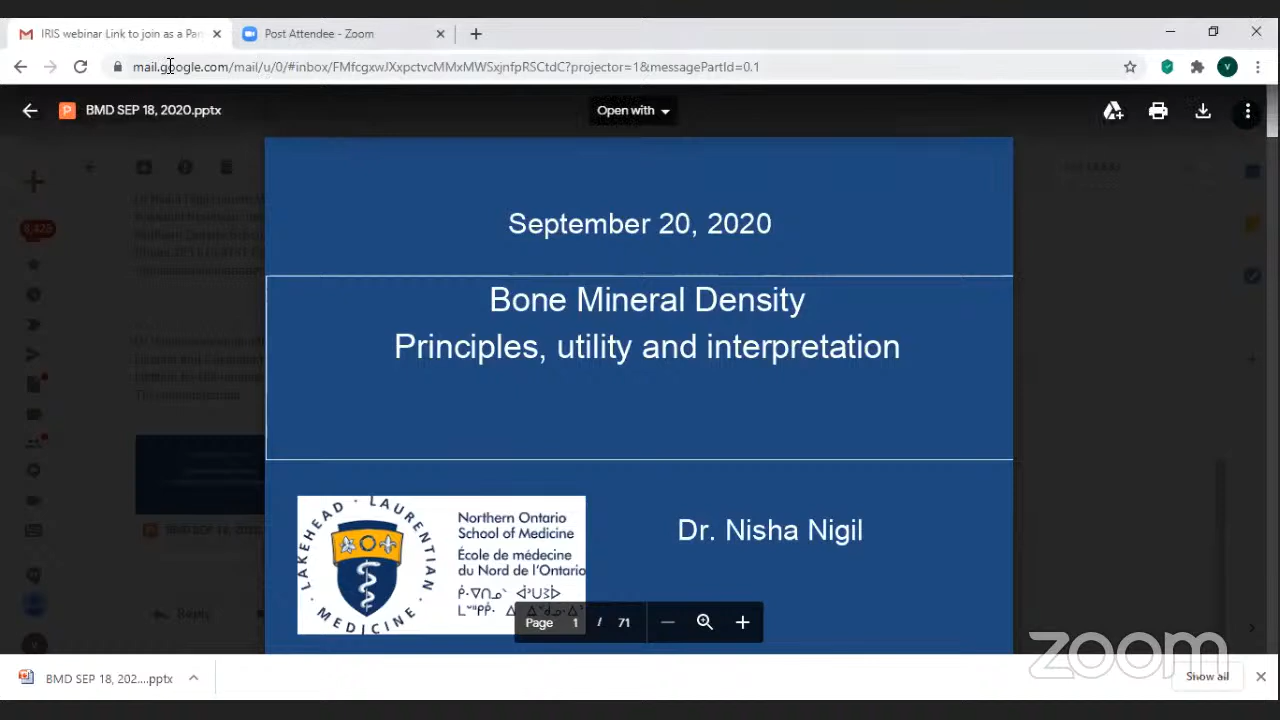 IRIS webinar Link to join as a Par
Post Attendee - Zoom
mail.google.com/mail/u/0/#inbox/FMfcgxwJXxpctvcMMxMWSxjnfpRSCtdC?projector=1&messagePartId=0.1
V
P
BMD SEP 18, 2020.pptx
Open with
September 20, 2020
Bone Mineral Density
Principles, utility and interpretation
LAKEHEAD · LAURENTIAN
MEDICINE
Northern Ontario
School of Medicine
École de médecine
du Nord de l'Ontario
Dr. Nisha Nigil
Page 1 / 71
8,425
Reply
zoom
BMD SEP 18, 202....pptx
Show all